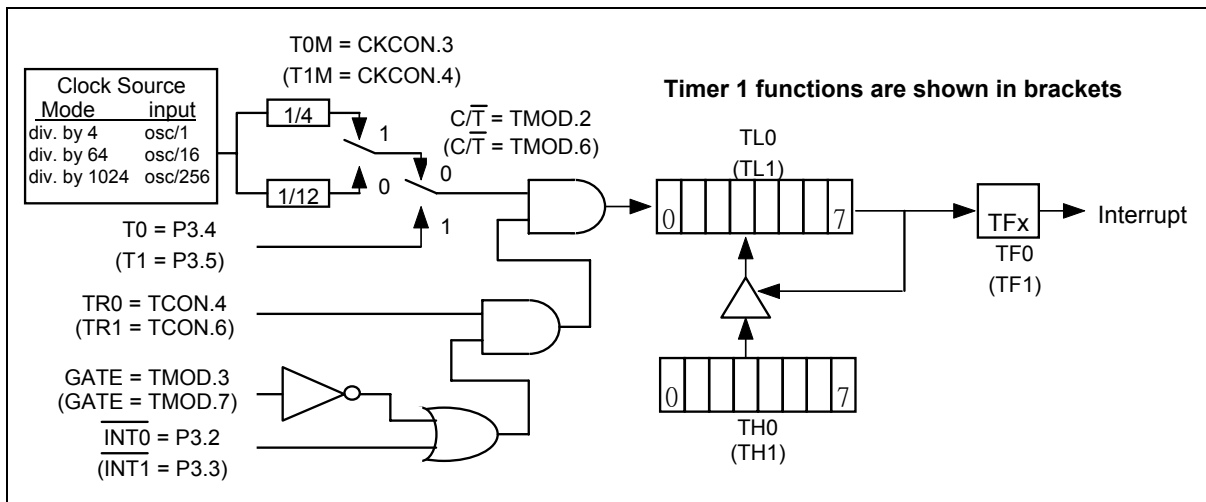 T0M = CKCON.3
(T1M = CKCON.4)
Timer 1 functions are shown in brackets
Clock Source
Mode input
div. by 4 osc/1
div. by 64 osc/16
div. by 1024 osc/256
1/4
1
C/T̅ = TMOD.2
(C/T̅ = TMOD.6)
0
1/12
0
1
T0 = P3.4
(T1 = P3.5)
TL0
(TL1)
0 7
TFx
Interrupt
TF0
(TF1)
TR0 = TCON.4
(TR1 = TCON.6)
GATE = TMOD.3
(GATE = TMOD.7)
I̅N̅T̅0̅ = P3.2
(I̅N̅T̅1̅ = P3.3)
0 7
TH0
(TH1)